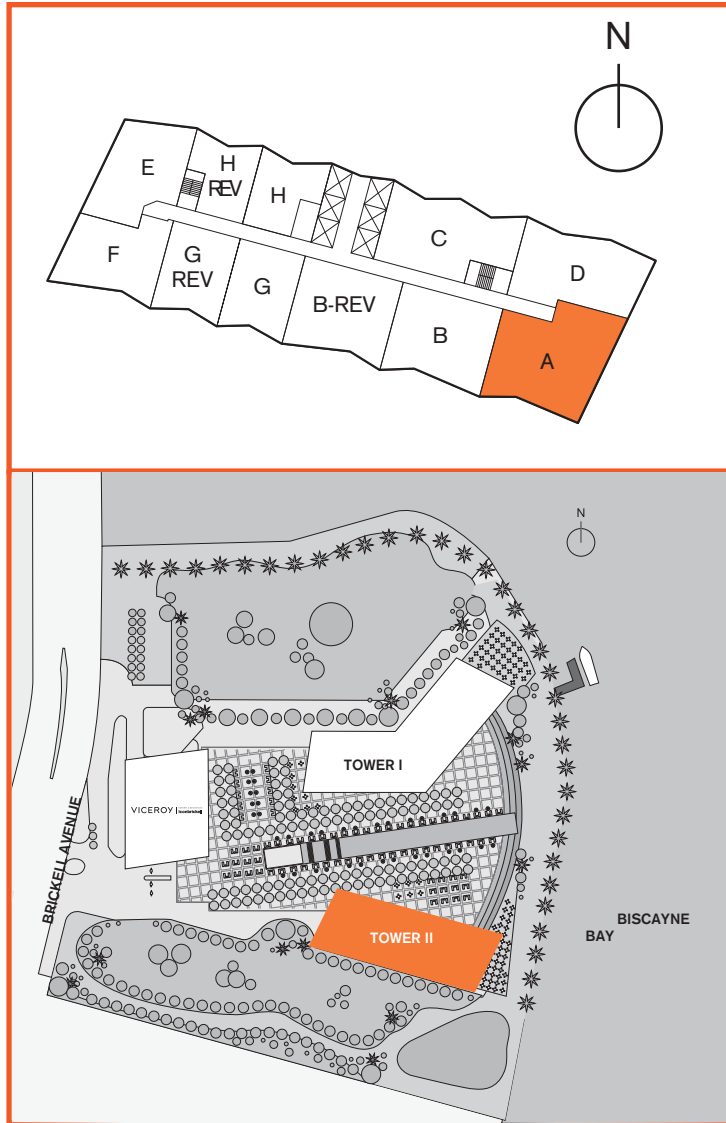 N
E
H
REV
H
C
D
F
G
REV
G
B-REV
B
A
N
TOWER I
VICEROY
BRICKELL AVENUE
TOWER II
BISCAYNE
BAY